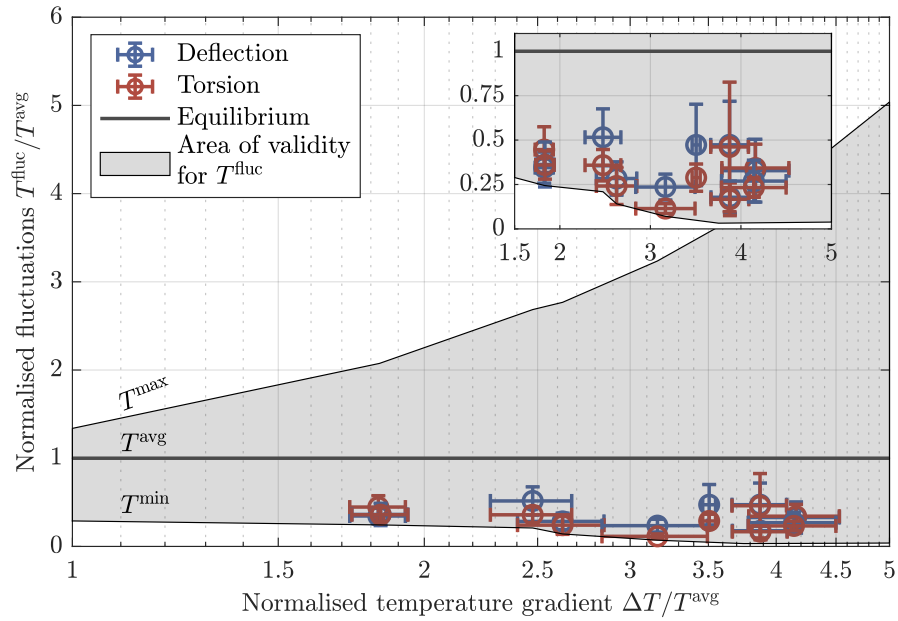 Normalised fluctuations T^fluc/T^avg
6
5
4
3
2
1
0
Deflection
Torsion
Equilibrium
Area of validity
for T^fluc
1
0.75
0.5
0.25
0
1.5 2 3 4 5
T^max
T^avg
T^min
1 1.5 2 2.5 3 3.5 4 4.5 5
Normalised temperature gradient ΔT/T^avg